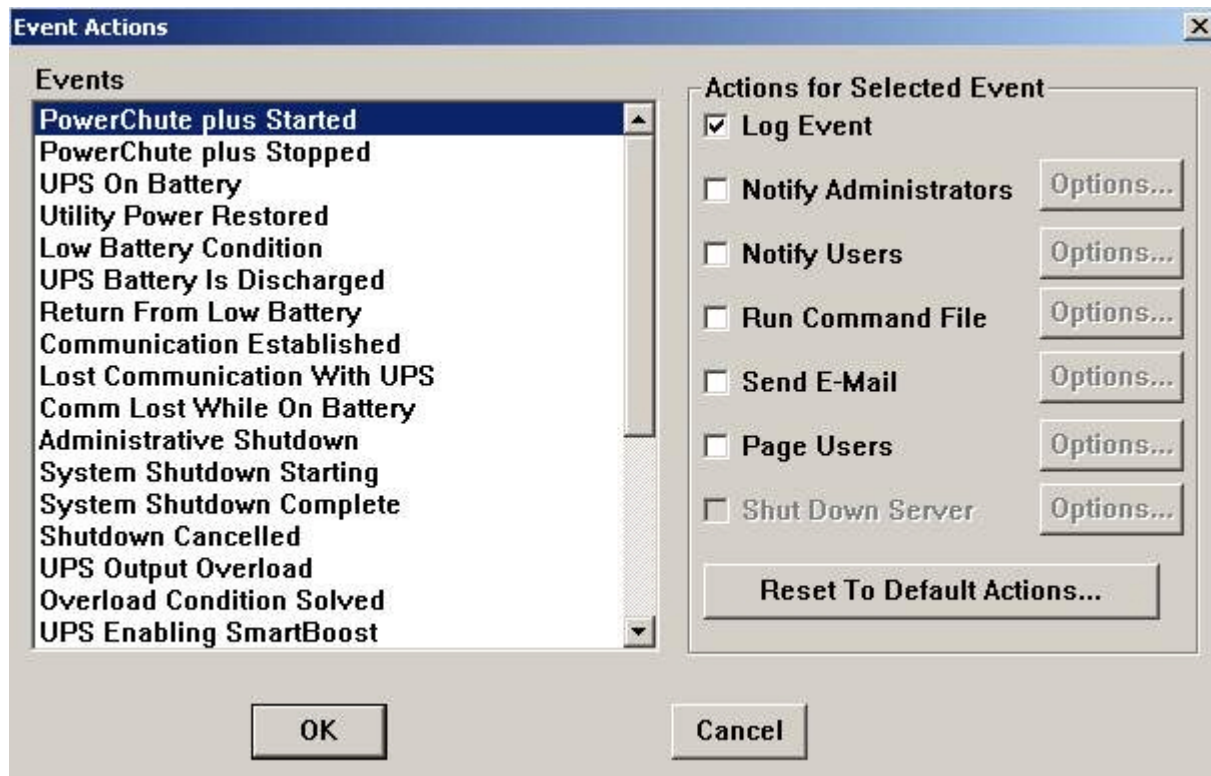 Event Actions
Events
PowerChute plus Started
PowerChute plus Stopped
UPS On Battery
Utility Power Restored
Low Battery Condition
UPS Battery Is Discharged
Return From Low Battery
Communication Established
Lost Communication With UPS
Comm Lost While On Battery
Administrative Shutdown
System Shutdown Starting
System Shutdown Complete
Shutdown Cancelled
UPS Output Overload
Overload Condition Solved
UPS Enabling SmartBoost
Actions for Selected Event
Log Event
Notify Administrators Options...
Notify Users Options...
Run Command File Options...
Send E-Mail Options...
Page Users Options...
Shut Down Server Options...
Reset To Default Actions...
OK Cancel